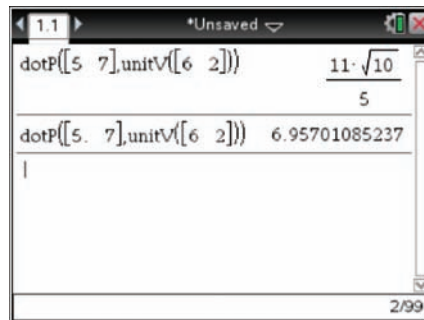 1.1 *Unsaved
dotP([5 7],unitV([6 2])) 11·√10
5
dotP([5. 7],unitV([6 2])) 6.95701085237
2/99